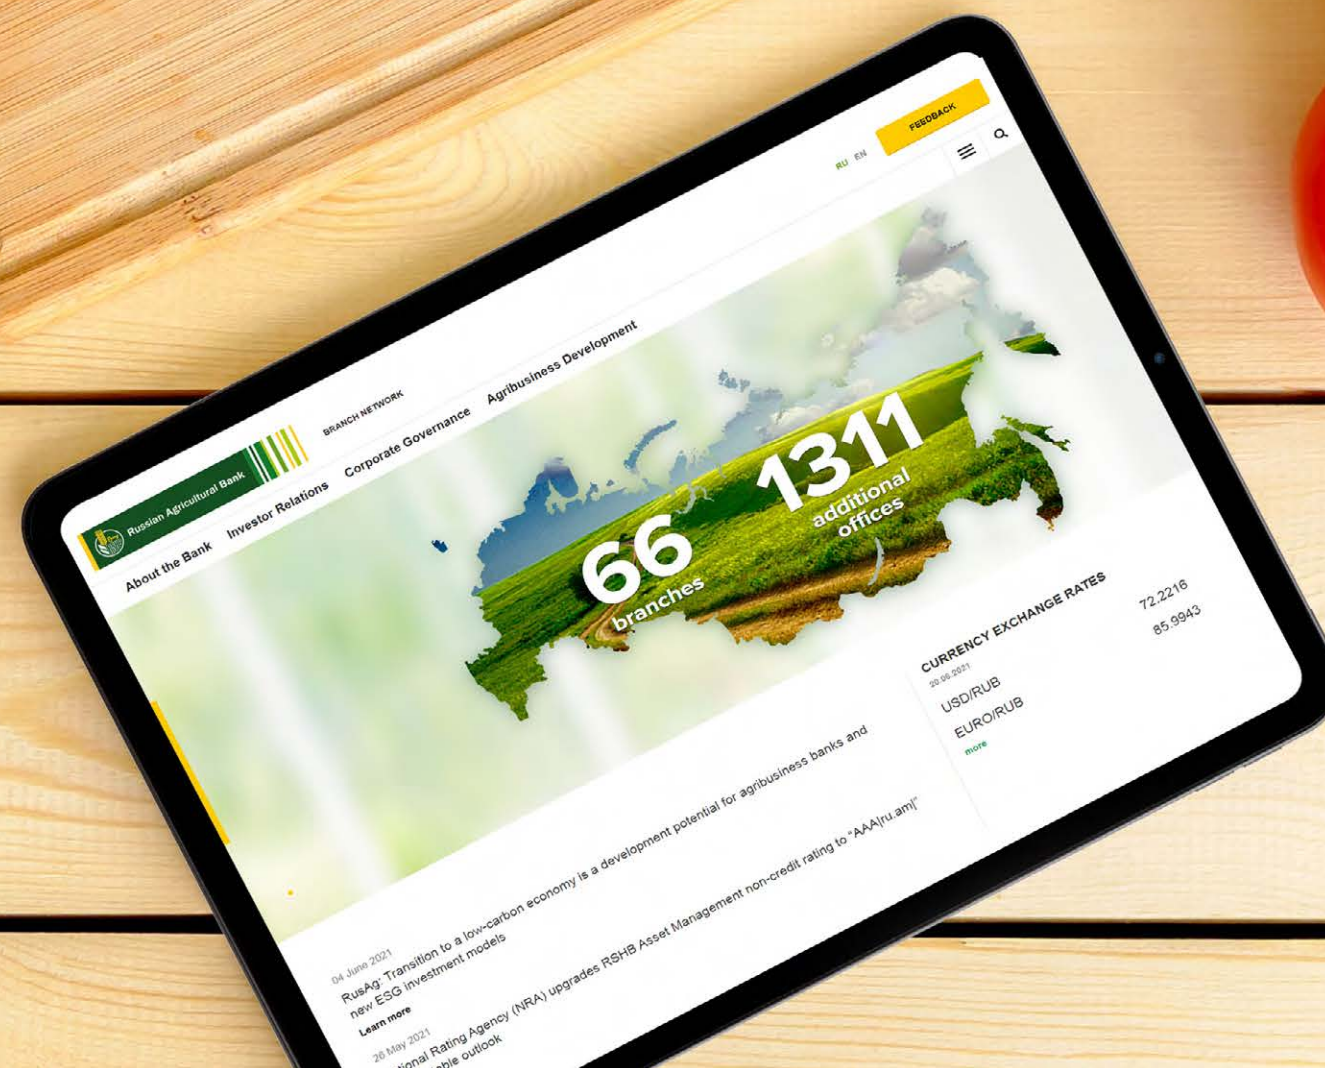 FEEDBACK
RU EN
BRANCH NETWORK
Russian Agricultural Bank
About the Bank Investor Relations Corporate Governance Agribusiness Development
66
branches
1311
additional
offices
CURRENCY EXCHANGE RATES
20.06.2021
USD/RUB 72.2216
EURO/RUB 85.9943
more
04 June 2021
RusAg: Transition to a low-carbon economy is a development potential for agribusiness banks and
new ESG investment models
Learn more
26 May 2021
Rating Agency (NRA) upgrades RSHB Asset Management non-credit rating to "AAA|ru.am|"
outlook